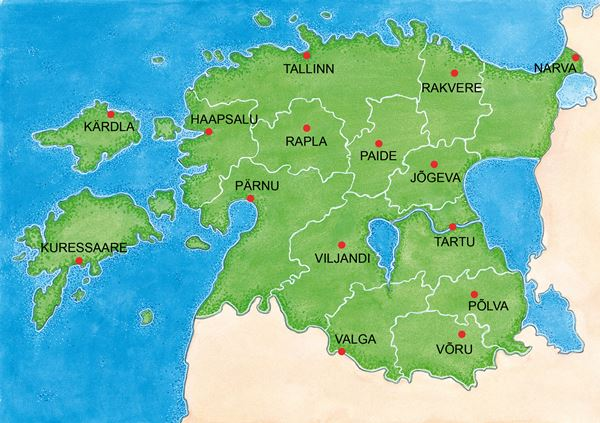 TALLINN
NARVA
RAKVERE
HAAPSALU
KÄRDLA
RAPLA
PAIDE
JÕGEVA
PÄRNU
KURESSAARE
TARTU
VILJANDI
PÕLVA
VALGA
VÕRU